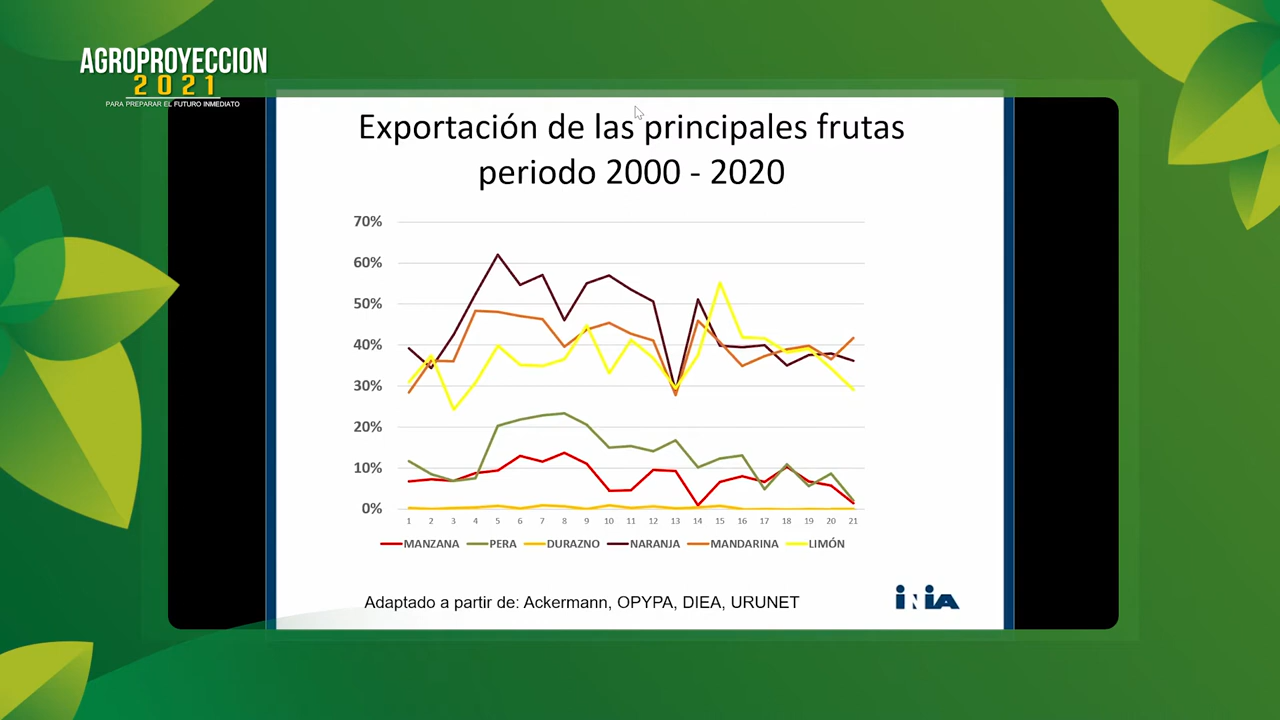 AGROPROYECCION
2021
PARA PREPARAR EL FUTURO INMEDIATO
Exportación de las principales frutas
periodo 2000 - 2020
70%
60%
50%
40%
30%
20%
10%
0%
1 2 3 4 5 6 7 8 9 10 11 12 13 14 15 16 17 18 19 20 21
MANZANA PERA DURAZNO NARANJA MANDARINA LIMÓN
Adaptado a partir de: Ackermann, OPYPA, DIEA, URUNET
iNiA